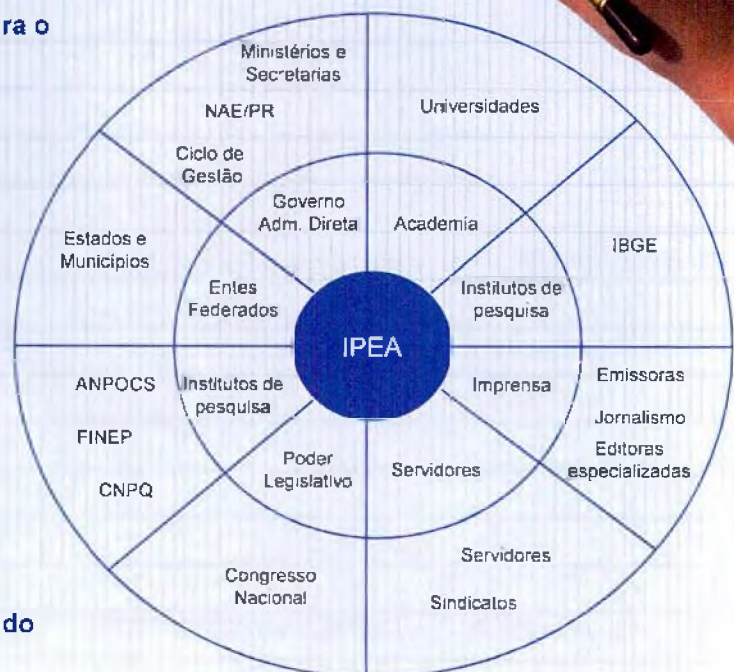 ra o
Ministérios e
Secretarias
NAE/PR
Ciclo de
Gestão
Universidades
Governo
Adm. Direta
Academia
Estados e
Municípios
IBGE
Entes
Federados
Institutos de
pesquisa
IPEA
ANPOCS
FINEP
CNPQ
Institutos de
pesquisa
Imprensa
Emissoras
Jornalismo
Editoras
especializadas
Poder
Legislativo
Servidores
Congresso
Nacional
Servidores
Sindicatos
do